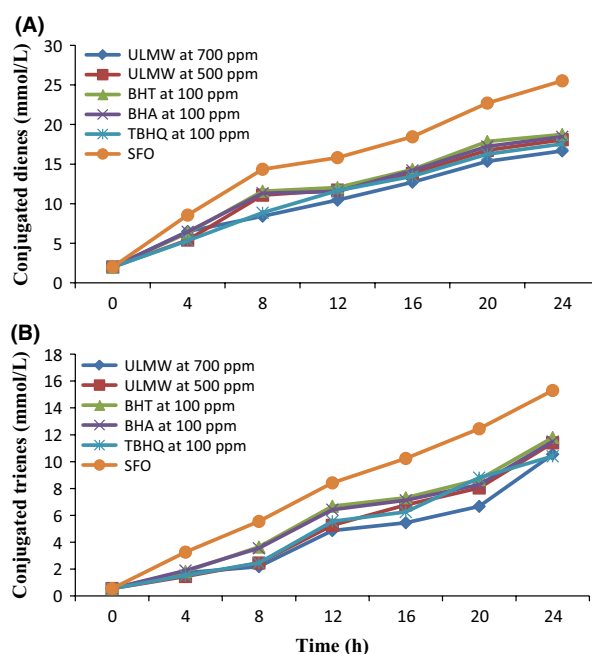 (A)
Conjugated dienes (mmol/L)
30
25
20
15
10
5
0
ULMW at 700 ppm
ULMW at 500 ppm
BHT at 100 ppm
BHA at 100 ppm
TBHQ at 100 ppm
SFO
0 4 8 12 16 20 24
(B)
Conjugated trienes (mmol/L)
18
16
14
12
10
8
6
4
2
0
ULMW at 700 ppm
ULMW at 500 ppm
BHT at 100 ppm
BHA at 100 ppm
TBHQ at 100 ppm
SFO
0 4 8 12 16 20 24
Time (h)